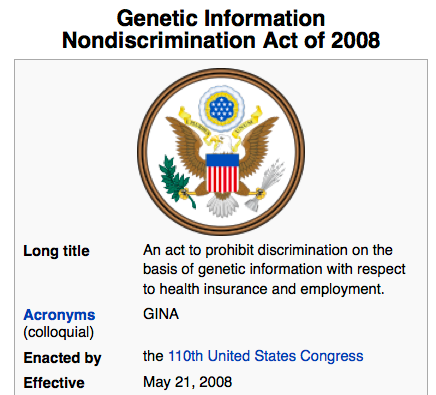 Genetic Information
Nondiscrimination Act of 2008
Long title An act to prohibit discrimination on the
basis of genetic information with respect
to health insurance and employment.
Acronyms GINA
(colloquial)
Enacted by the 110th United States Congress
Effective May 21, 2008